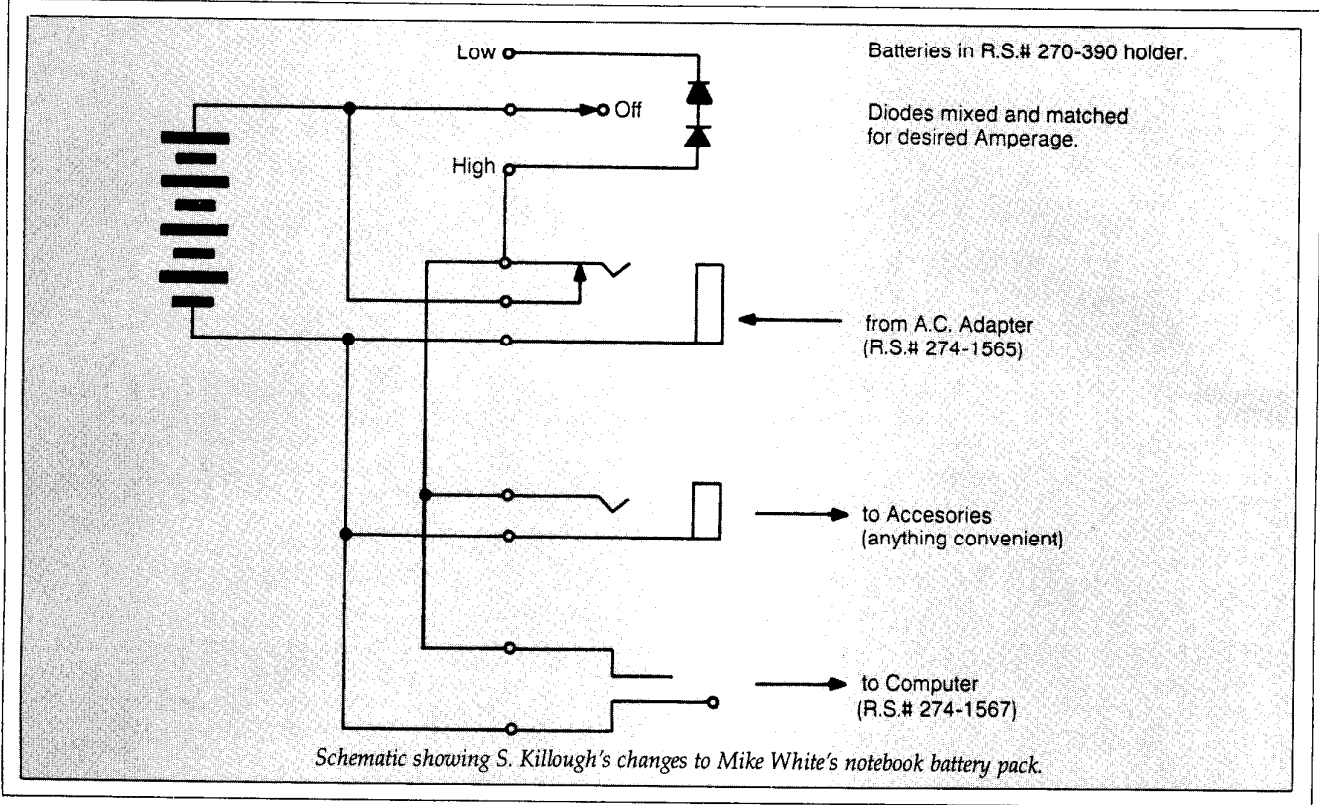 Low
Batteries in R.S.# 270-390 holder.
Off
Diodes mixed and matched
for desired Amperage.
High
from A.C. Adapter
(R.S.# 274-1565)
to Accesories
(anything convenient)
to Computer
(R.S.# 274-1567)
Schematic showing S. Killough's changes to Mike White's notebook battery pack.